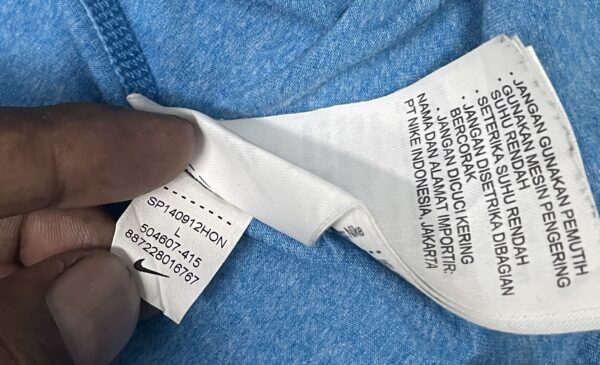 SP140912HON
L
504607-415
887228016767
· JANGAN GUNAKAN PEMUTIH
· GUNAKAN MESIN PENGERING
SUHU RENDAH
· SETERIKA SUHU RENDAH
· JANGAN DISETRIKA DIBAGIAN
BERCORAK
· JANGAN DICUCI KERING
NAMA DAN ALAMAT IMPORTIR:
PT NIKE INDONESIA, JAKARTA